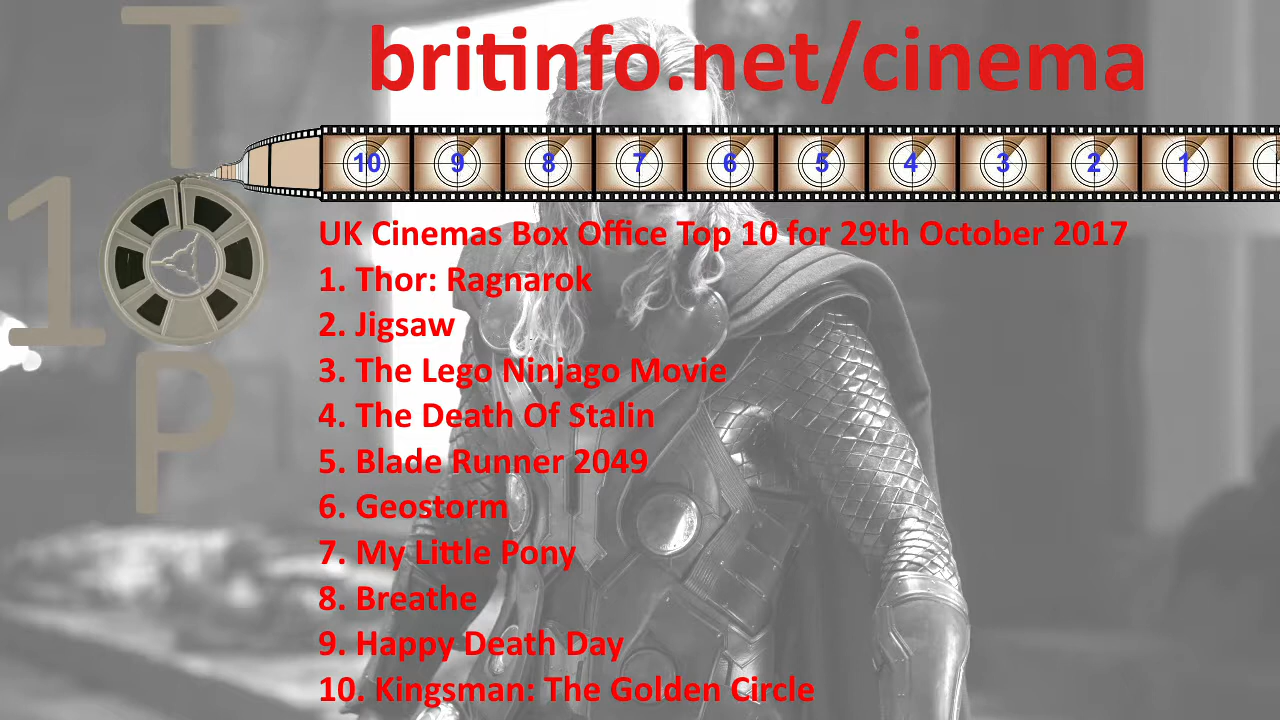 britinfo.net/cinema
T
10
P
10 9 8 7 6 5 4 3 2 1
UK Cinemas Box Office Top 10 for 29th October 2017
1. Thor: Ragnarok
2. Jigsaw
3. The Lego Ninjago Movie
4. The Death Of Stalin
5. Blade Runner 2049
6. Geostorm
7. My Little Pony
8. Breathe
9. Happy Death Day
10. Kingsman: The Golden Circle